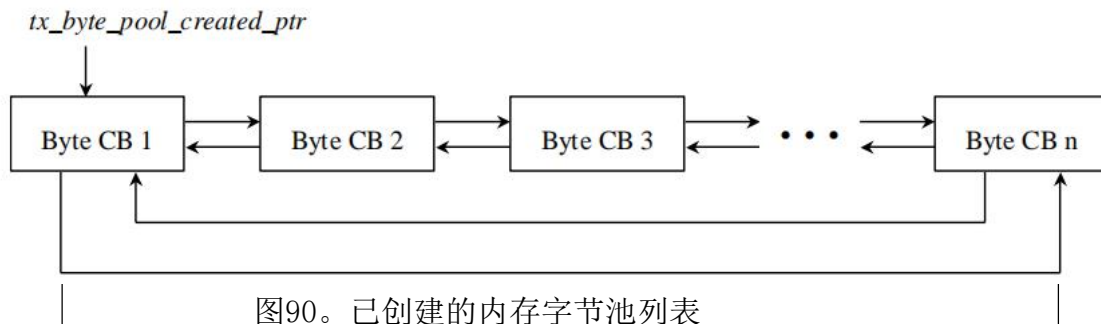 tx_byte_pool_created_ptr
Byte CB 1
Byte CB 2
Byte CB 3
• • •
Byte CB n
图90。已创建的内存字节池列表